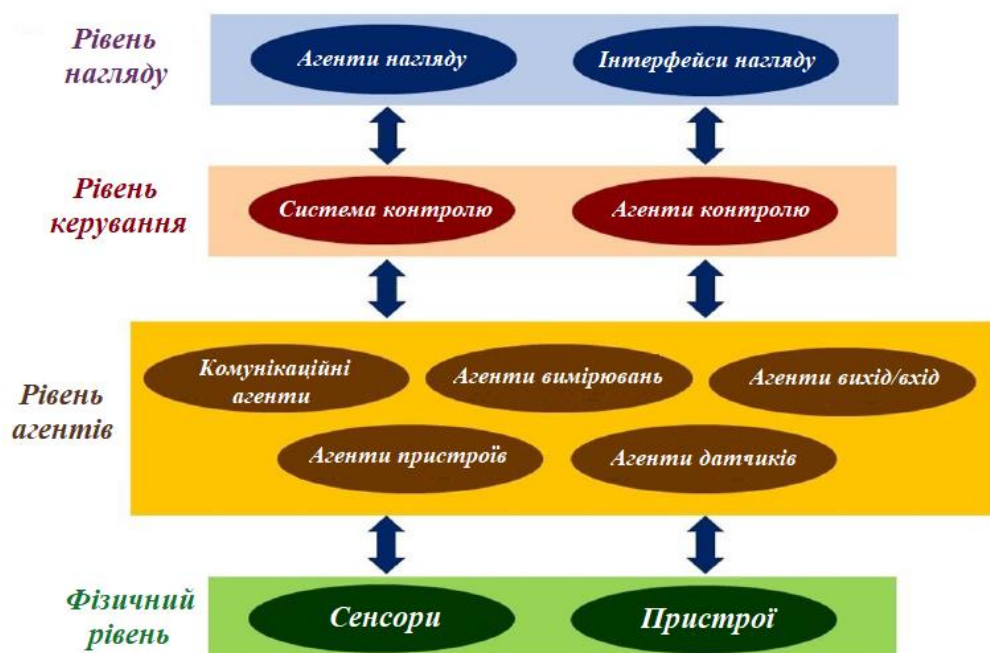 Рівень
нагляду
Агенти нагляду
Інтерфейси нагляду
Рівень
керування
Система контролю
Агенти контролю
Рівень
агентів
Комунікаційні
агенти
Агенти вимірювань
Агенти вихід/вхід
Агенти пристроїв
Агенти датчиків
Фізичний
рівень
Сенсори
Пристрої